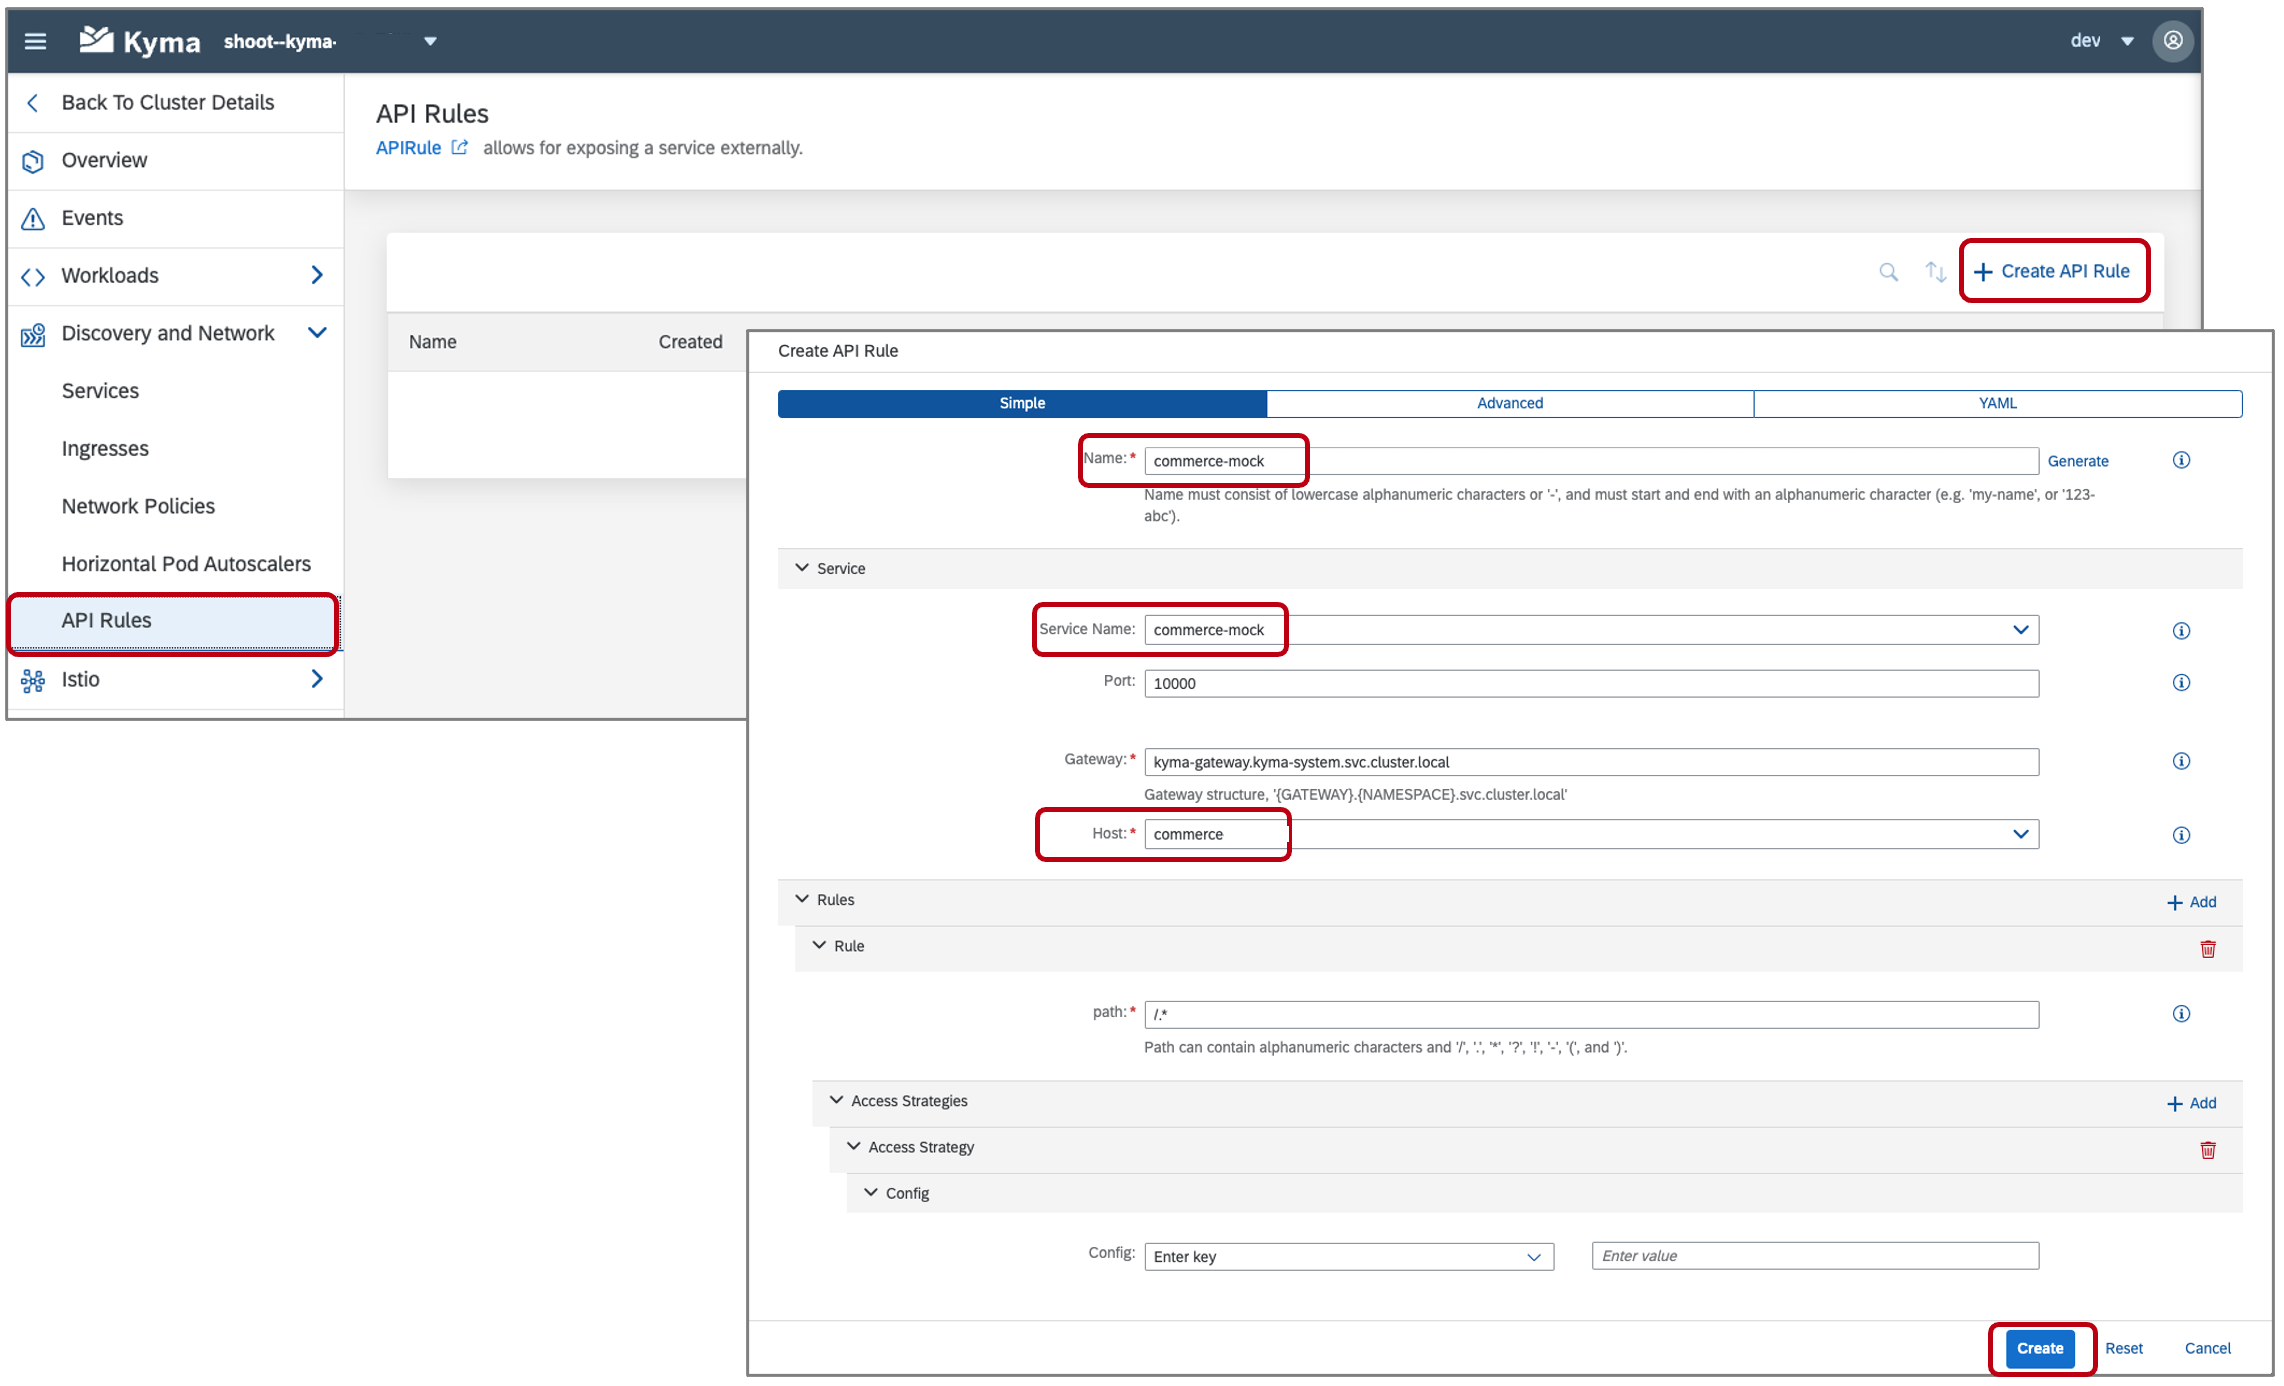 Kyma shoot--kyma-
dev
Back To Cluster Details
Overview
Events
Workloads
Discovery and Network
Services
Ingresses
Network Policies
Horizontal Pod Autoscalers
API Rules
Istio
API Rules
APIRule allows for exposing a service externally.
+ Create API Rule
Name Created
Create API Rule
Simple Advanced YAML
Name:* commerce-mock Generate
Name must consist of lowercase alphanumeric characters or '-', and must start and end with an alphanumeric character (e.g. 'my-name', or '123-
abc').
Service
Service Name: commerce-mock
Port: 10000
Gateway:* kyma-gateway.kyma-system.svc.cluster.local
Gateway structure, '{GATEWAY}.{NAMESPACE}.svc.cluster.local'
Host:* commerce
Rules + Add
Rule
path:* /.*
Path can contain alphanumeric characters and '/', '.', '*', '?', '!', '-', '(', and ')'.
Access Strategies + Add
Access Strategy
Config
Config: Enter key Enter value
Create Reset Cancel